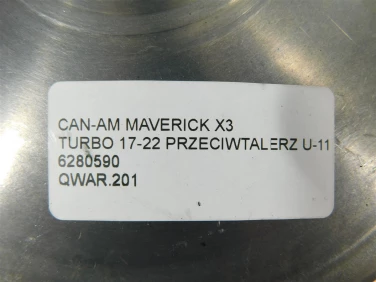 CAN-AM MAVERICK X3
TURBO 17-22 PRZECIWTALERZ U-11
6280590
QWAR.201